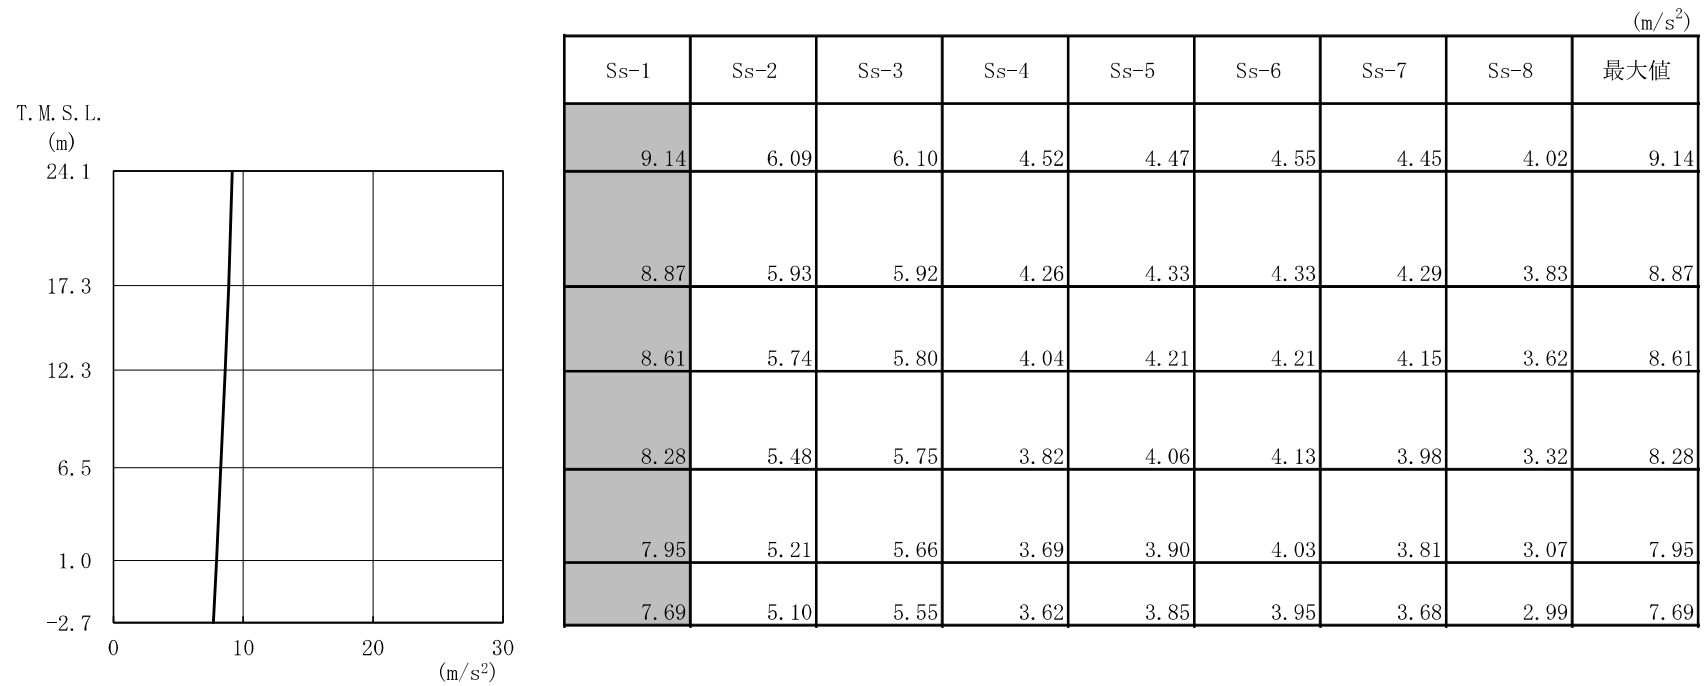 (m/s²)
Ss-1 Ss-2 Ss-3 Ss-4 Ss-5 Ss-6 Ss-7 Ss-8 最大値
T.M.S.L.
(m)
9.14 6.09 6.10 4.52 4.47 4.55 4.45 4.02 9.14
24.1
8.87 5.93 5.92 4.26 4.33 4.33 4.29 3.83 8.87
17.3
8.61 5.74 5.80 4.04 4.21 4.21 4.15 3.62 8.61
12.3
8.28 5.48 5.75 3.82 4.06 4.13 3.98 3.32 8.28
6.5
7.95 5.21 5.66 3.69 3.90 4.03 3.81 3.07 7.95
1.0
7.69 5.10 5.55 3.62 3.85 3.95 3.68 2.99 7.69
-2.7
0 10 20 30
(m/s²)